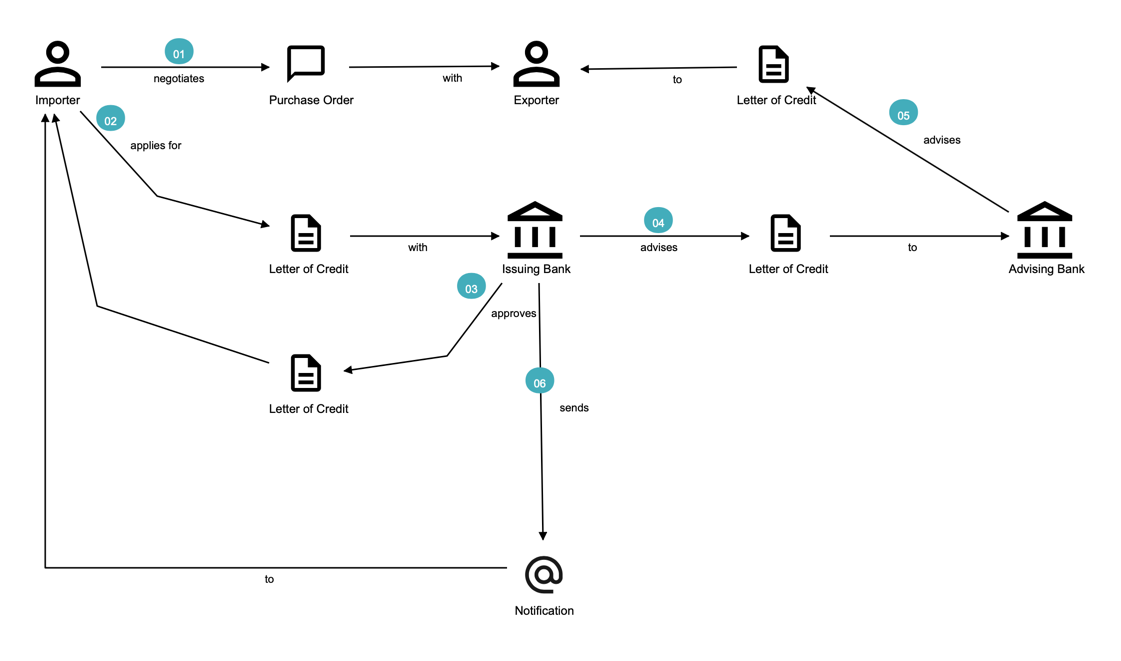 01
negotiates
with
to
Importer
Purchase Order
Exporter
Letter of Credit
02
applies for
05
advises
04
with
advises
to
Letter of Credit
Issuing Bank
Letter of Credit
Advising Bank
03
approves
Letter of Credit
06
sends
to
Notification